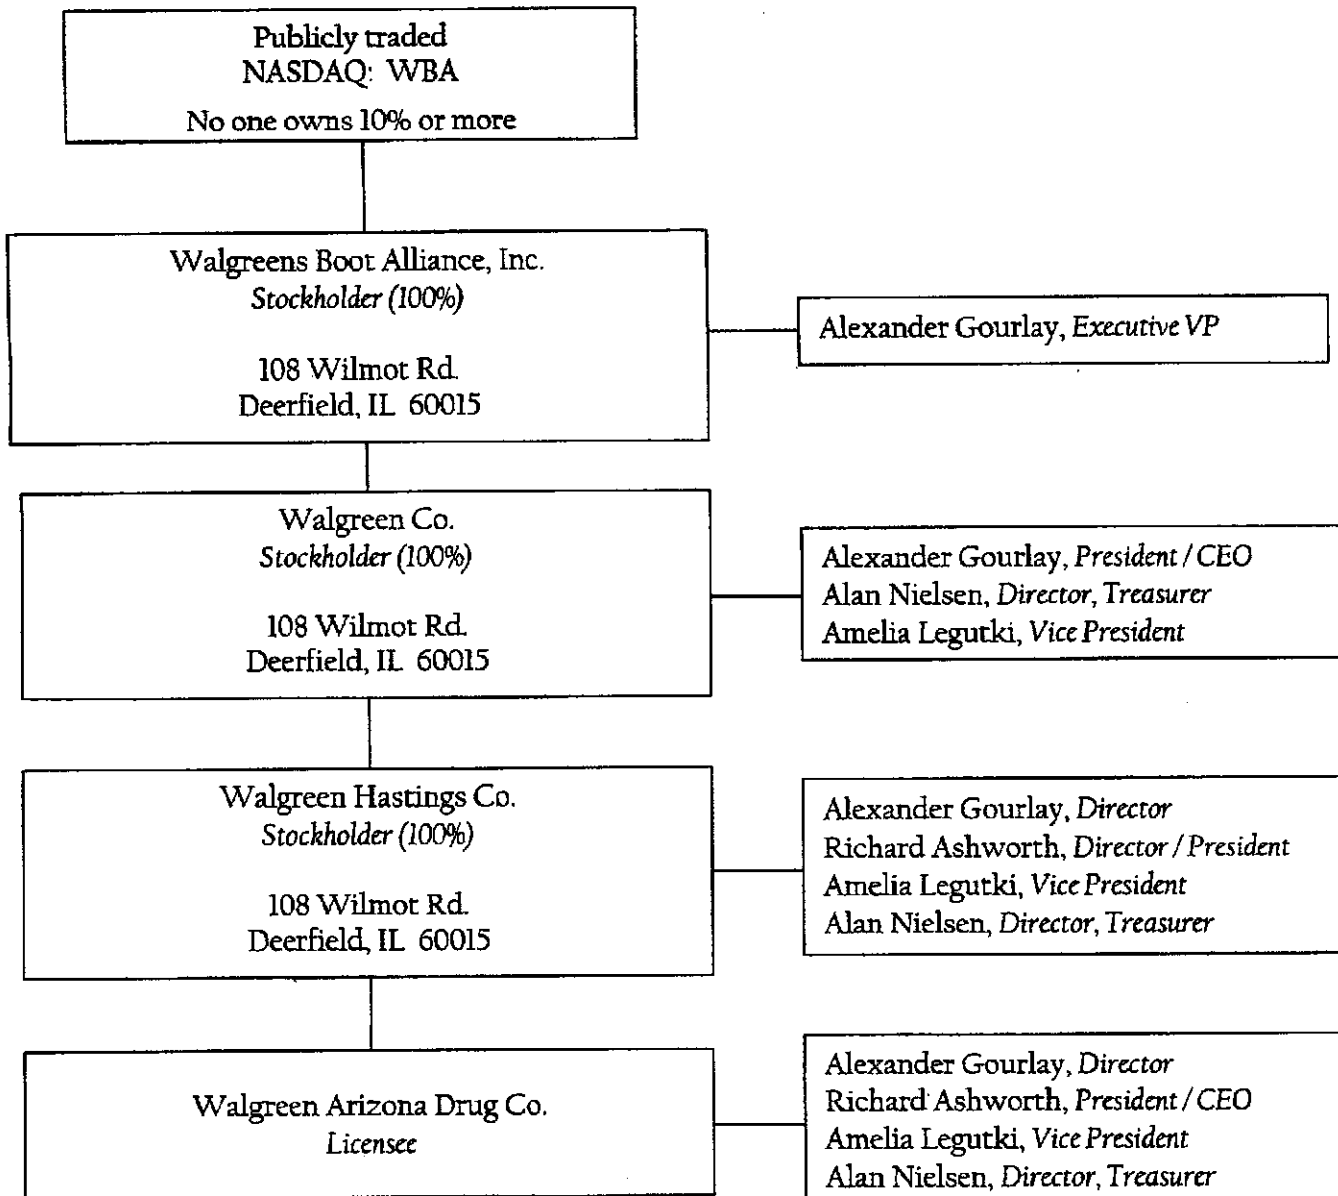 Publicly traded
NASDAQ: WBA
No one owns 10% or more
Walgreens Boot Alliance, Inc.
Stockholder (100%)
108 Wilmot Rd.
Deerfield, IL 60015
Alexander Gourlay, Executive VP
Walgreen Co.
Stockholder (100%)
108 Wilmot Rd.
Deerfield, IL 60015
Alexander Gourlay, President / CEO
Alan Nielsen, Director, Treasurer
Amelia Legutki, Vice President
Walgreen Hastings Co.
Stockholder (100%)
108 Wilmot Rd.
Deerfield, IL 60015
Alexander Gourlay, Director
Richard Ashworth, Director / President
Amelia Legutki, Vice President
Alan Nielsen, Director, Treasurer
Walgreen Arizona Drug Co.
Licensee
Alexander Gourlay, Director
Richard Ashworth, President / CEO
Amelia Legutki, Vice President
Alan Nielsen, Director, Treasurer